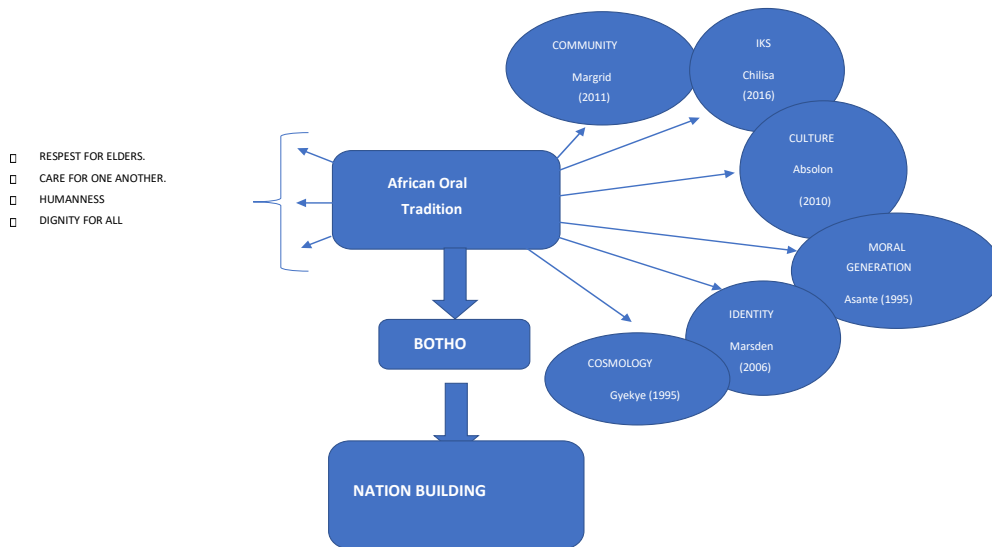 RESPEST FOR ELDERS.
CARE FOR ONE ANOTHER.
HUMANNESS
DIGNITY FOR ALL
African Oral
Tradition
BOTHO
NATION BUILDING
COMMUNITY
Margrid
(2011)
IKS
Chilisa
(2016)
CULTURE
Absolon
(2010)
MORAL
GENERATION
Asante (1995)
IDENTITY
Marsden
(2006)
COSMOLOGY
Gyekye (1995)